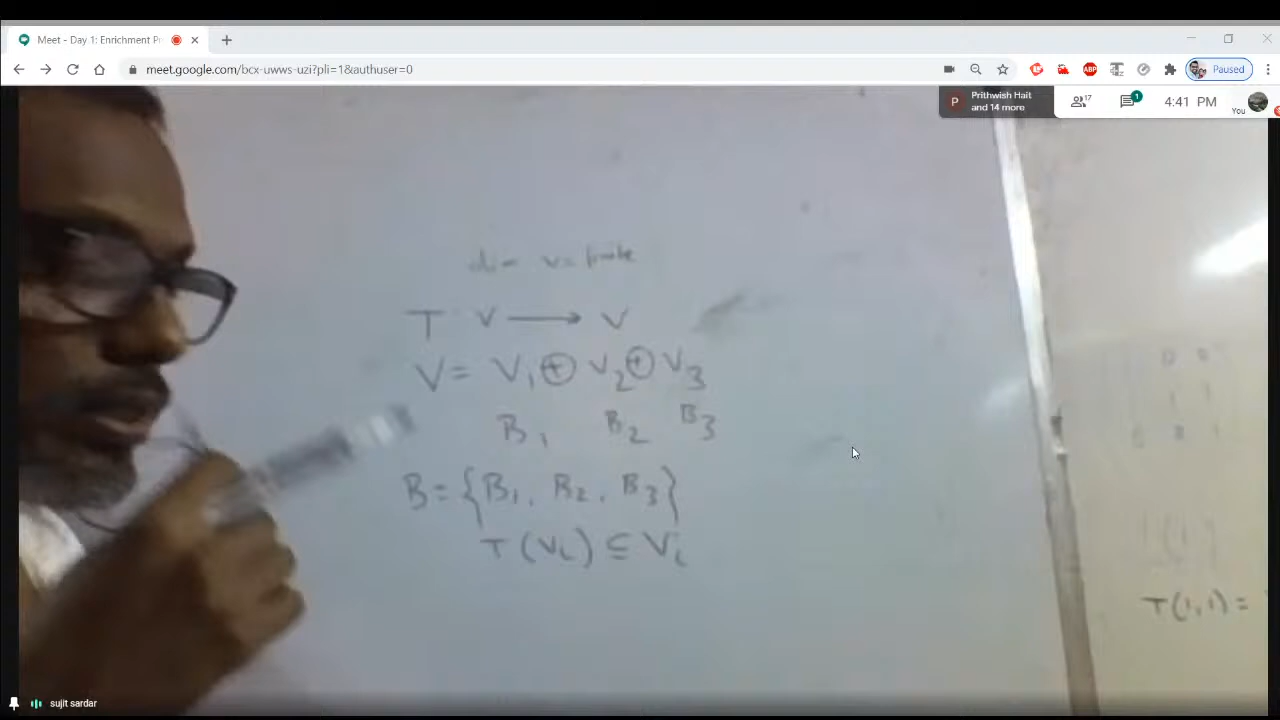 Meet - Day 1: Enrichment Pr
meet.google.com/bcx-uwws-uzi?pli=1&authuser=0
ABP
Paused
P
Prithwish Hait
and 14 more
17
1
4:41 PM
You
dim V = finite
T : V → V
V = V₁ ⊕ V₂ ⊕ V₃
B₁ B₂ B₃
B = {B₁, B₂, B₃}
T(Vᵢ) ⊆ Vᵢ
T(1,1) =
sujit sardar